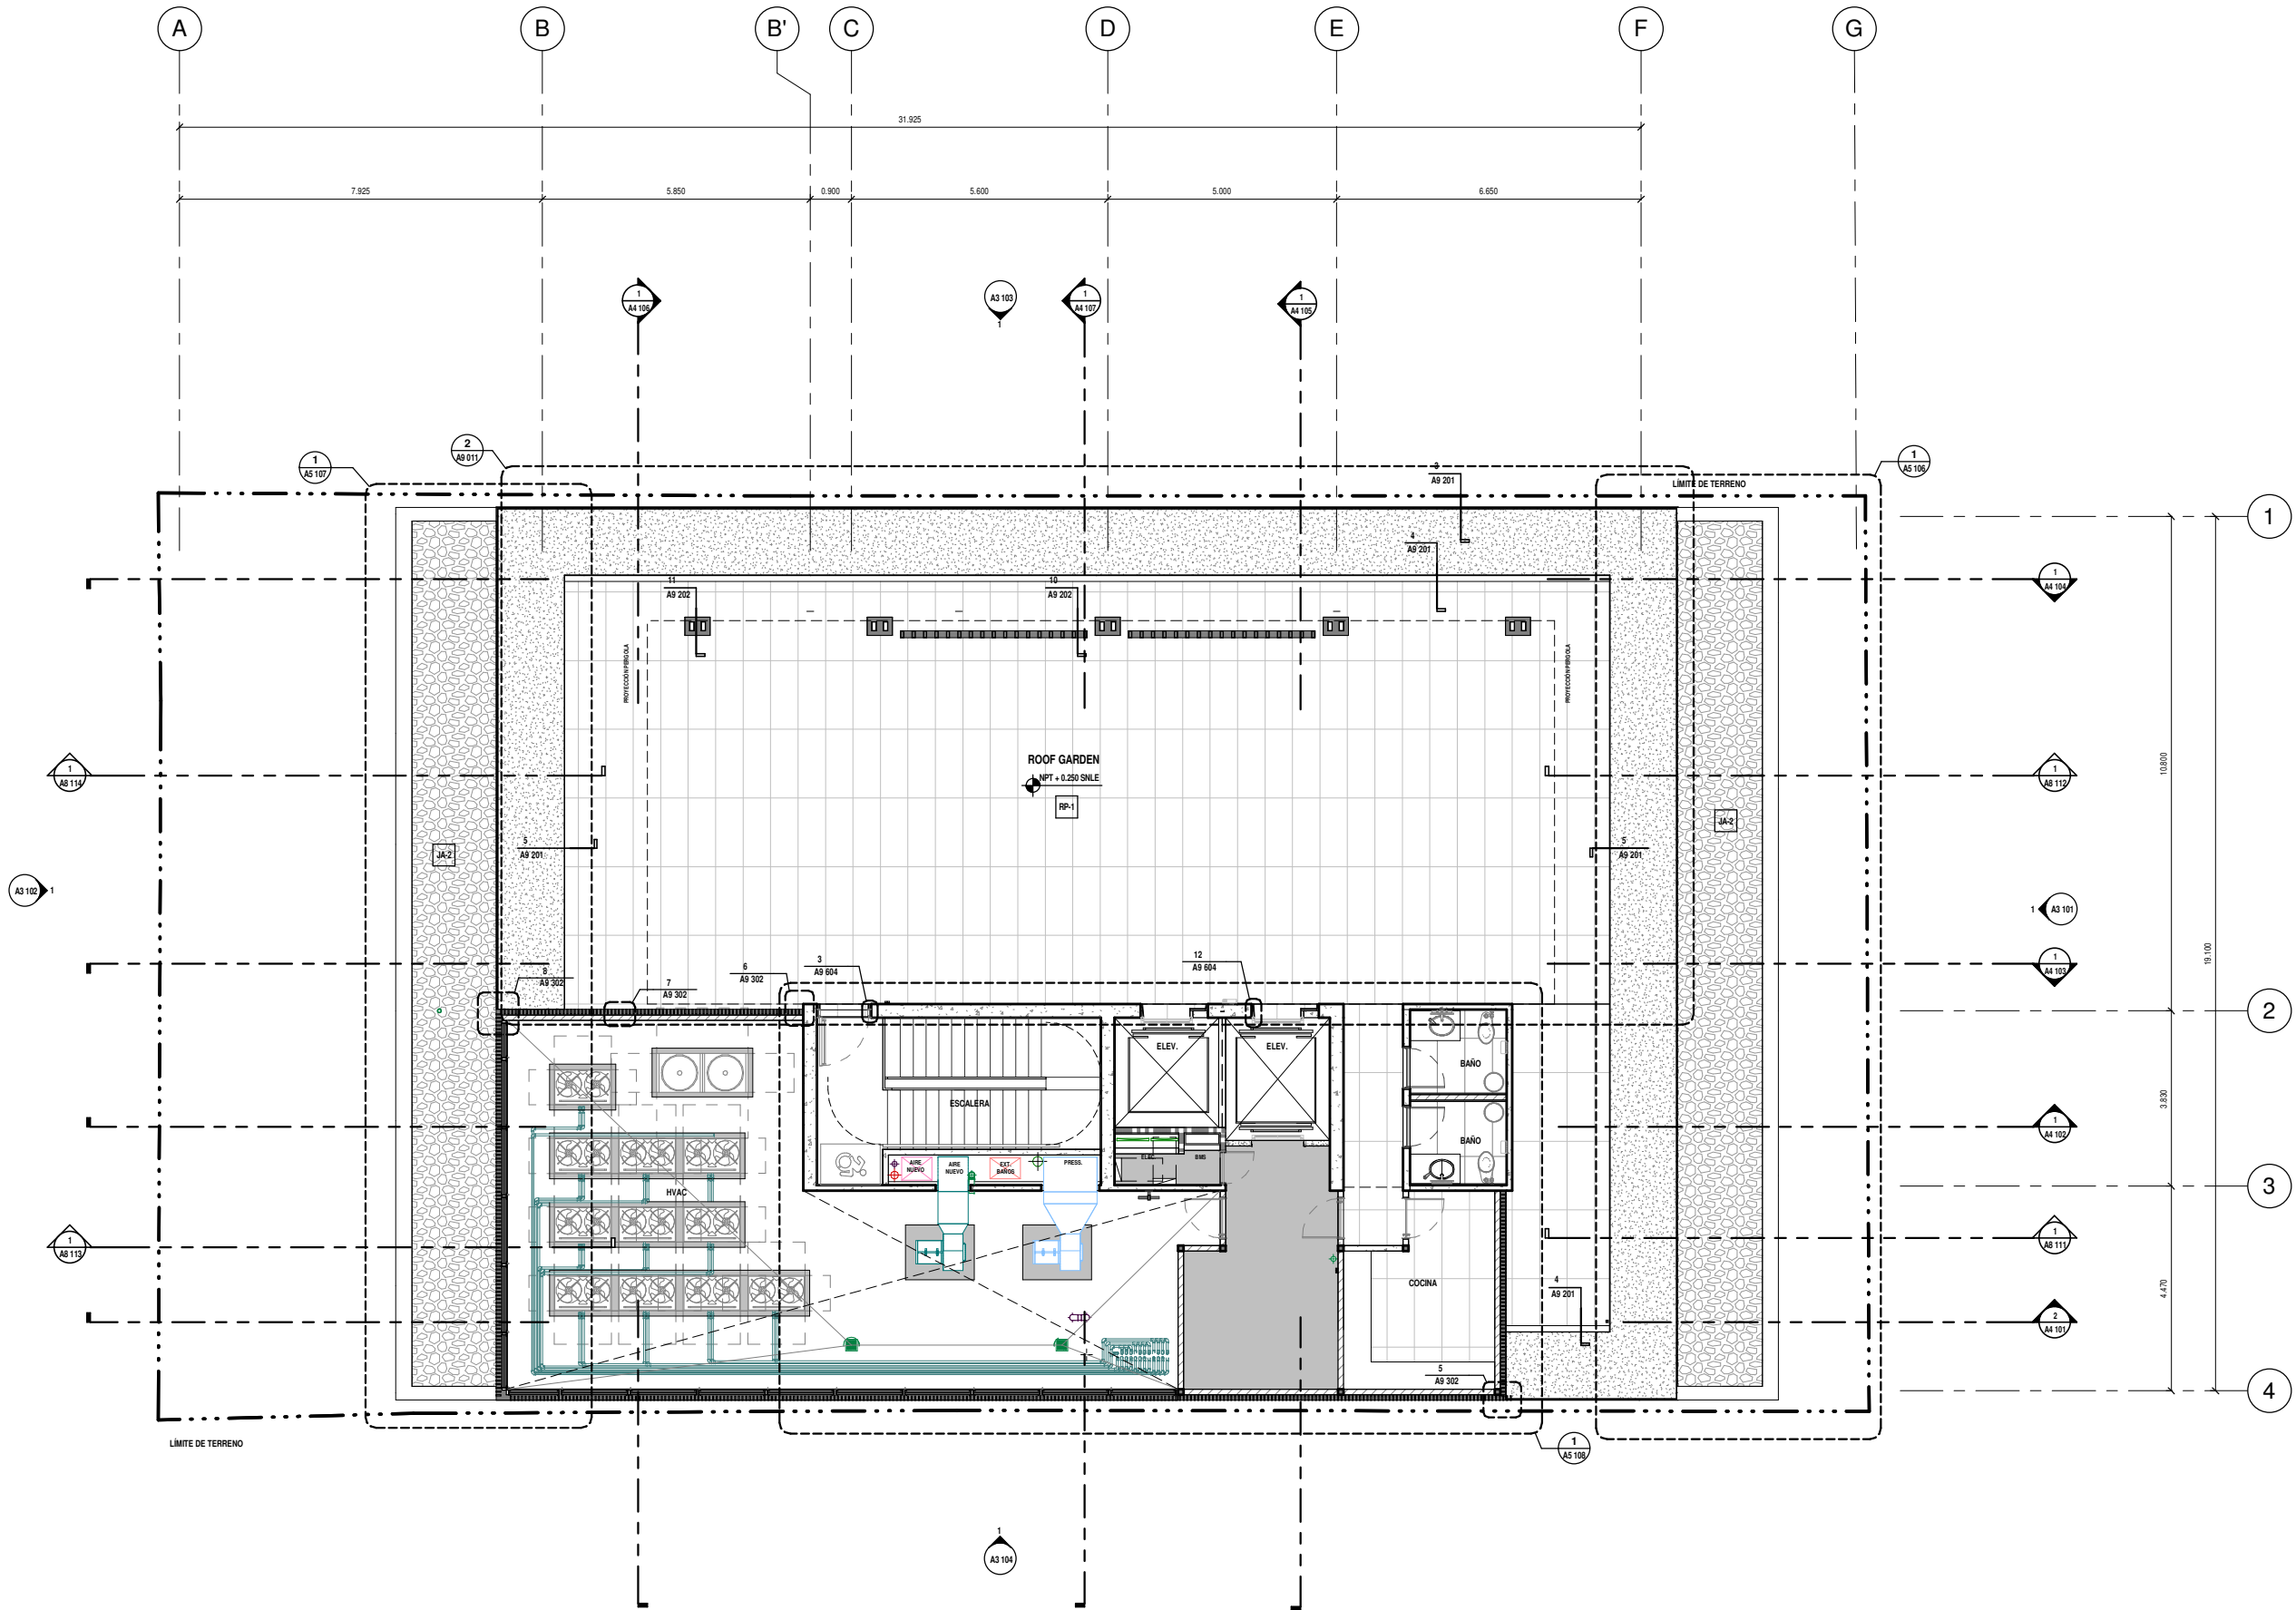 A B B' C D E F G
31.925
7.925 5.850 0.900 5.600 5.000 6.650
1
A4 106
A3 103
1
1
A4 107
1
A4 105
2
A9 011
1
A5 107
3
A9 201
1
A5 106
LÍMITE DE TERRENO
1
4
A9 201
11
A9 202
10
A9 202
1
A4 104
PROYECCIÓN PERGOLA
PROYECCIÓN PERGOLA
ROOF GARDEN
NPT + 0.250 SNLE
RP-1
1
A8 114
1
A8 112
10.800
JA-2
JA-2
5
A9 201
5
A9 201
A3 102 1
1 A3 101
19.100
8
A9 302
7
A9 302
6
A9 302
3
A9 604
12
A9 604
1
A4 103
2
ELEV.
ELEV.
BAÑO
ESCALERA
3.830
1
A4 102
BAÑO
AIRE
NUEVO
AIRE
NUEVO
EXT.
BAÑOS
PRESS.
ELEC.
BMS
HVAC
3
1
A8 113
1
A8 111
COCINA
4
A9 201
4.470
2
A4 101
5
A9 302
4
LÍMITE DE TERRENO
1
A5 108
1
A3 104